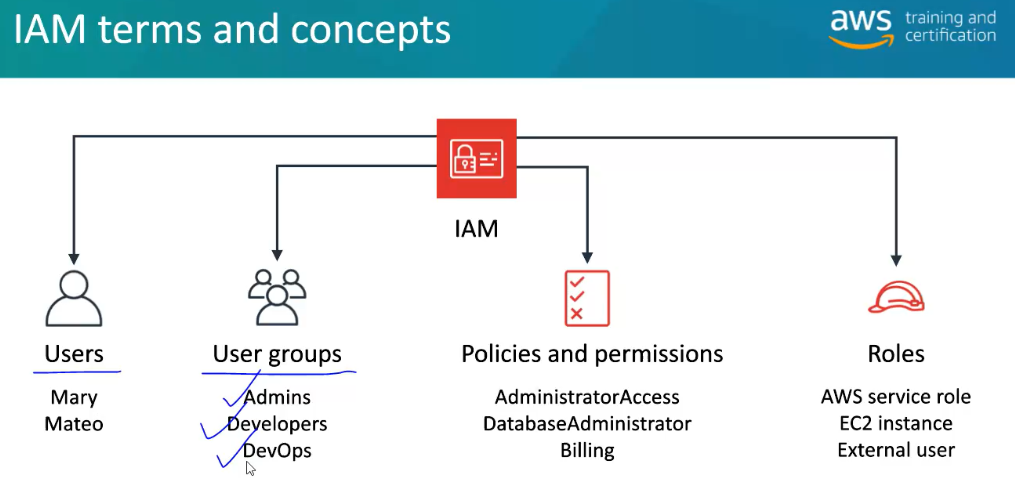 IAM terms and concepts
aws training and
certification
IAM
Users
Mary
Mateo
User groups
Admins
Developers
DevOps
Policies and permissions
AdministratorAccess
DatabaseAdministrator
Billing
Roles
AWS service role
EC2 instance
External user